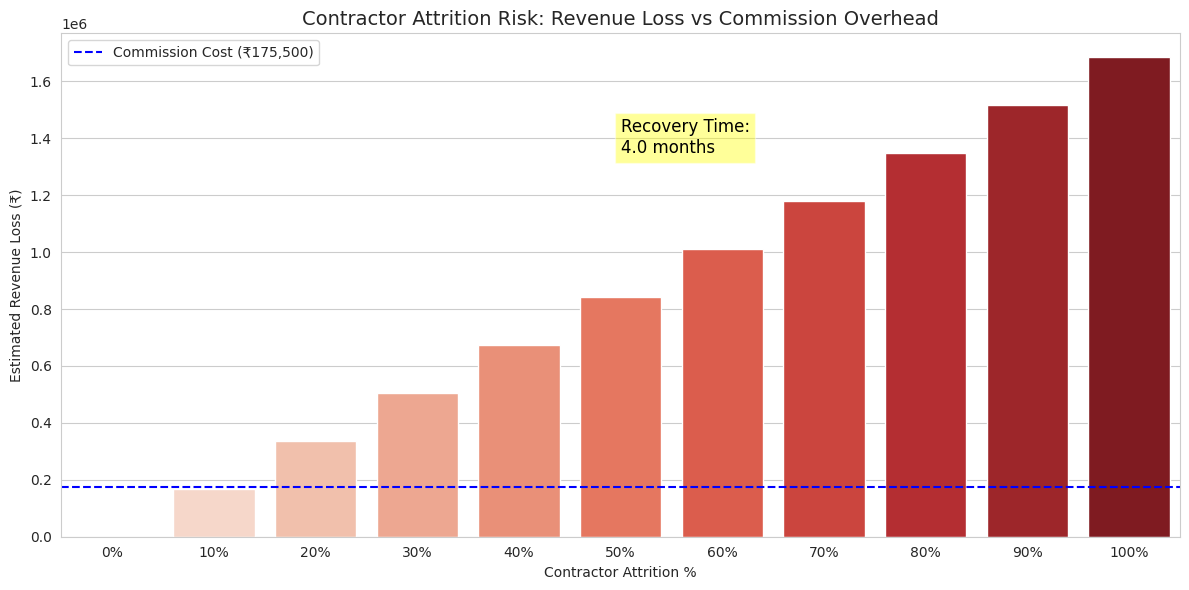 Contractor Attrition Risk: Revenue Loss vs Commission Overhead
1e6
Commission Cost (₹175,500)
Recovery Time:
4.0 months
Estimated Revenue Loss (₹)
1.6
1.4
1.2
1.0
0.8
0.6
0.4
0.2
0.0
0% 10% 20% 30% 40% 50% 60% 70% 80% 90% 100%
Contractor Attrition %